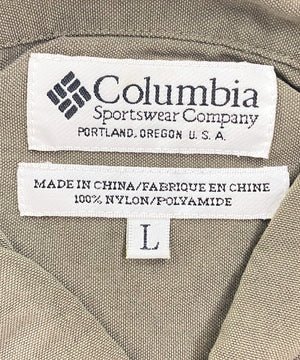 Columbia
Sportswear Company
PORTLAND, OREGON U. S. A.
MADE IN CHINA/FABRIQUE EN CHINE
100% NYLON/POLYAMIDE
L